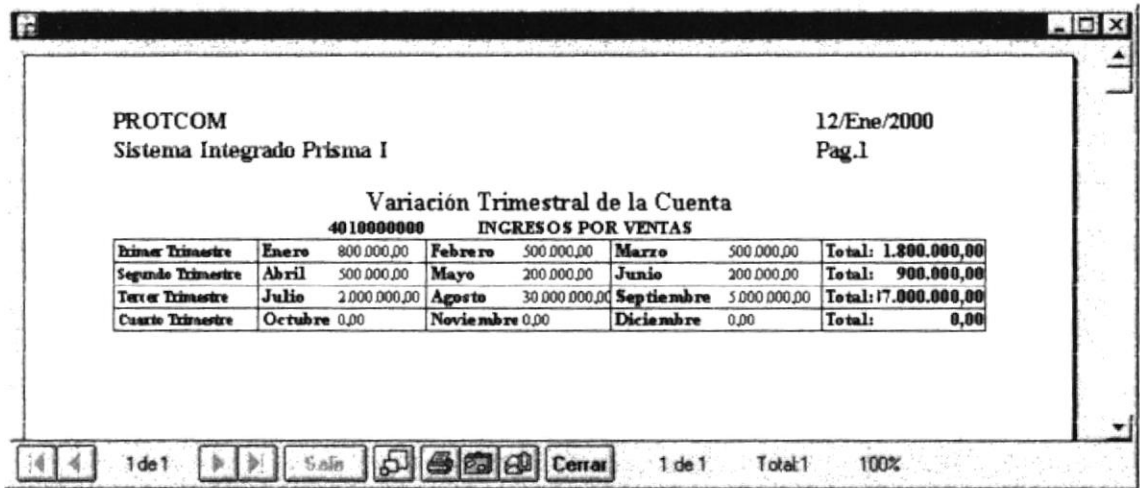 PROTCOM 12/Ene/2000
Sistema Integrado Prisma I Pag.1
Variación Trimestral de la Cuenta
4010000000 INGRESOS POR VENTAS
Primer Trimestre Enero 800.000,00 Febrero 500.000,00 Marzo 500.000,00 Total: 1.800.000,00
Segundo Trimestre Abril 500.000,00 Mayo 200.000,00 Junio 200.000,00 Total: 900.000,00
Tercer Trimestre Julio 2.000.000,00 Agosto 30.000.000,00 Septiembre 5.000.000,00 Total: 17.000.000,00
Cuarto Trimestre Octubre 0,00 Noviembre 0,00 Diciembre 0,00 Total: 0,00
1 de 1 Cerrar 1 de 1 Total:1 100%